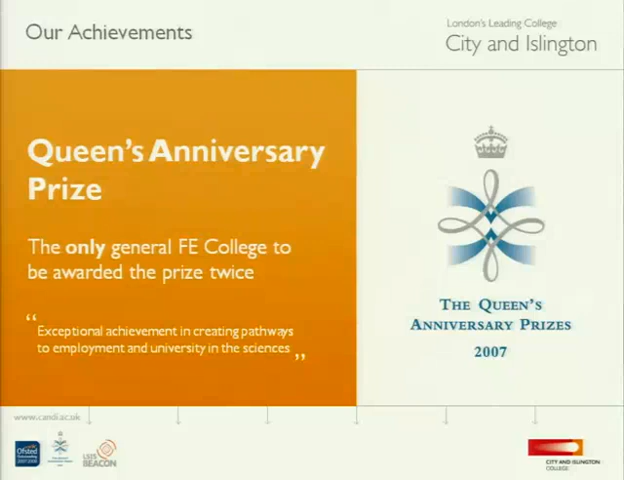 Our Achievements
London's Leading College
City and Islington
Queen's Anniversary
Prize
The only general FE College to
be awarded the prize twice
“ Exceptional achievement in creating pathways
to employment and university in the sciences ”
THE QUEEN'S
ANNIVERSARY PRIZES
2007
www.candi.ac.uk
Ofsted
LSIS
BEACON
CITY AND ISLINGTON
COLLEGE